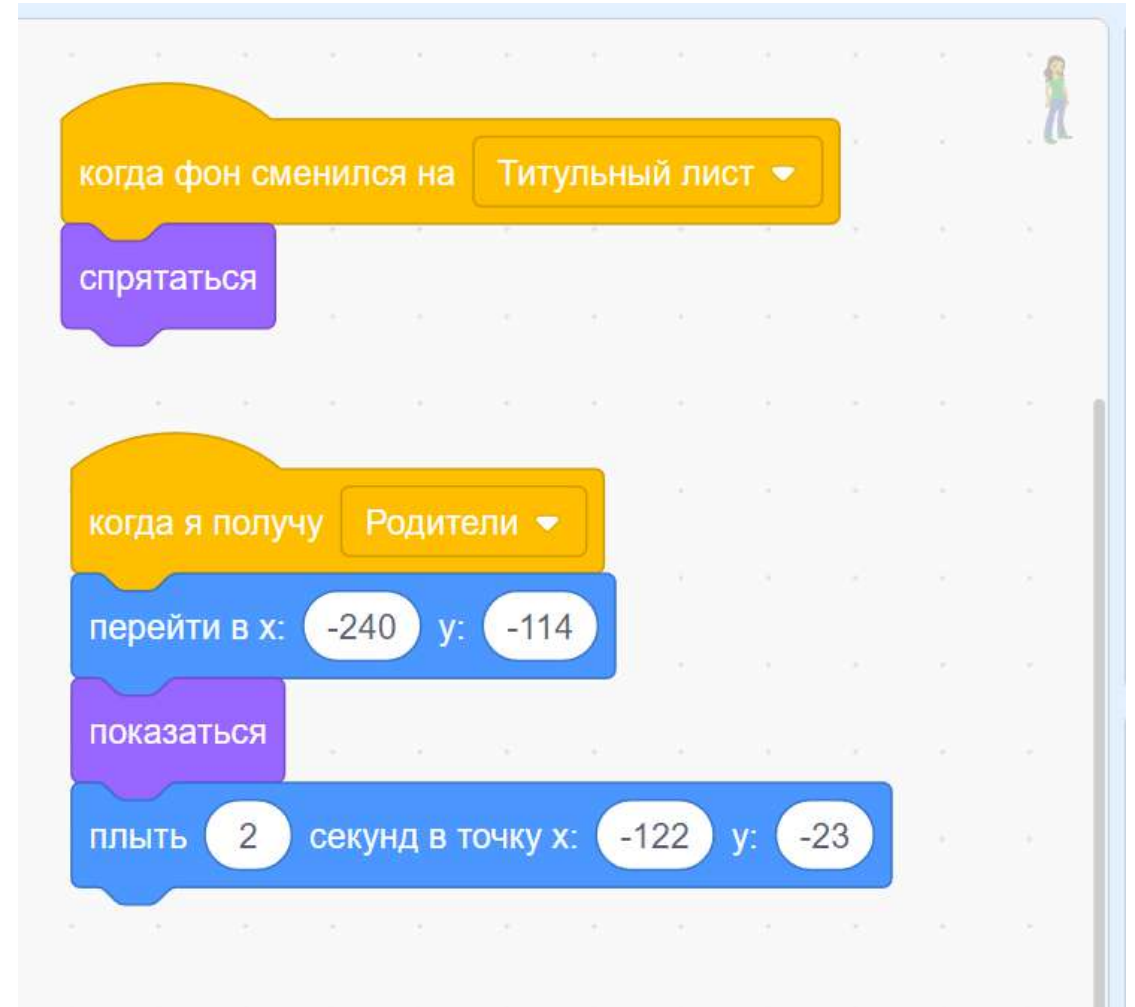 когда фон сменился на Титульный лист
спрятаться
когда я получу Родители
перейти в x: -240 y: -114
показаться
плыть 2 секунд в точку x: -122 y: -23